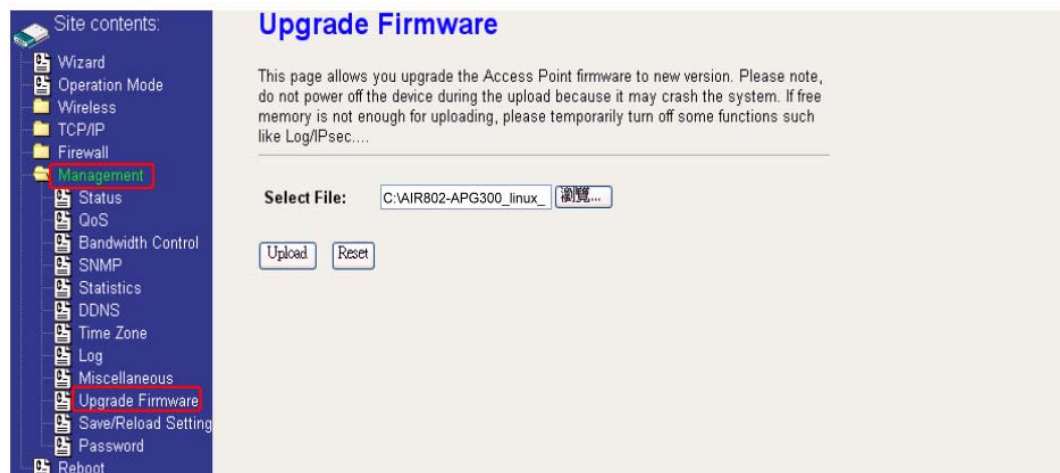 Site contents:
Wizard
Operation Mode
Wireless
TCP/IP
Firewall
Management
Status
QoS
Bandwidth Control
SNMP
Statistics
DDNS
Time Zone
Log
Miscellaneous
Upgrade Firmware
Save/Reload Setting
Password
Reboot
Upgrade Firmware
This page allows you upgrade the Access Point firmware to new version. Please note,
do not power off the device during the upload because it may crash the system. If free
memory is not enough for uploading, please temporarily turn off some functions such
like Log/IPsec....
Select File: C:\AIR802-APG300_linux_ 瀏覽...
Upload Reset